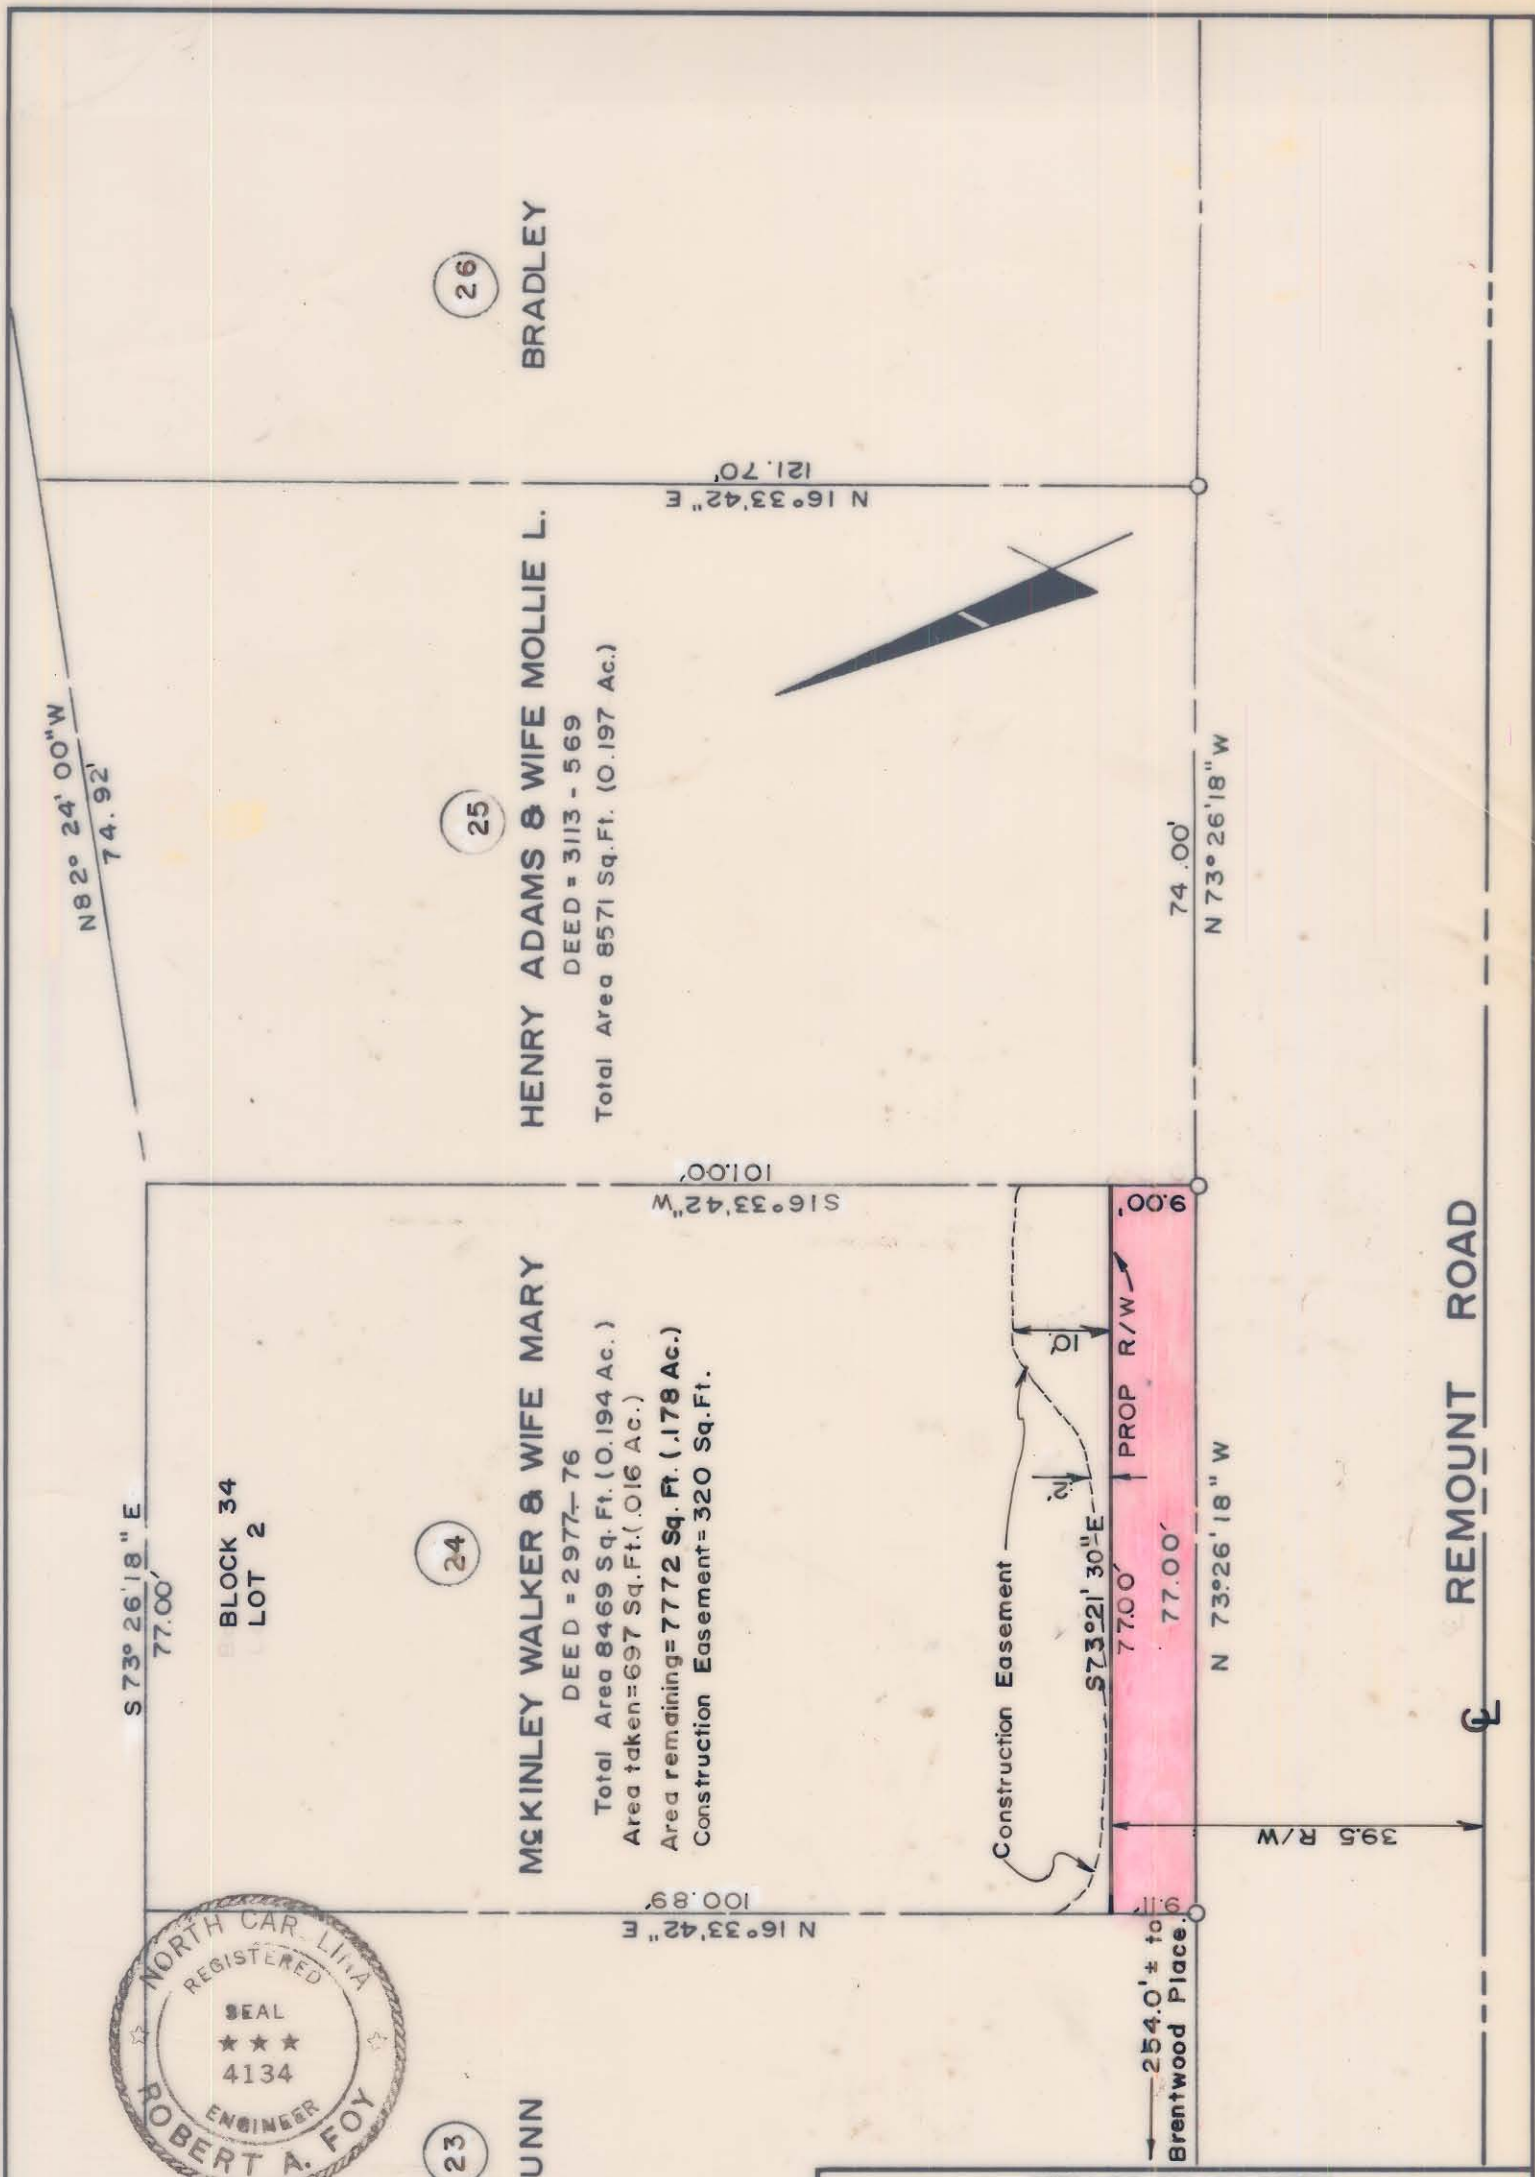 N82° 24' 00"W
74.92'
26
BRADLEY
N 16°33'42" E
121.70'
25
HENRY ADAMS & WIFE MOLLIE L.
DEED = 3113 - 569
Total Area 8571 Sq.Ft. (0.197 Ac.)
74.00'
N 73° 26'18" W
S 73° 26'18" E
77.00'
BLOCK 34
LOT 2
24
McKINLEY WALKER & WIFE MARY
DEED = 2977-76
Total Area 8469 Sq. Ft. (0.194 Ac.)
Area taken=697 Sq.Ft.(.016 Ac.)
Area remaining=7772 Sq. Ft. (.178 Ac.)
Construction Easement=320 Sq.Ft.
S16°33'42"W
101.00'
N 16°33'42" E
100.89'
Construction Easement
10'
2'
S73°21' 30"E
PROP R/W
77.00'
77.00'
9.00'
9.11'
N 73°26'18" W
39.5 R/W
REMOUNT ROAD
CL
254.0'± to
Brentwood Place
23
UNN
NORTH CAR LINA
REGISTERED
SEAL
★ ★ ★
4134
ENGINEER
ROBERT A. FOY